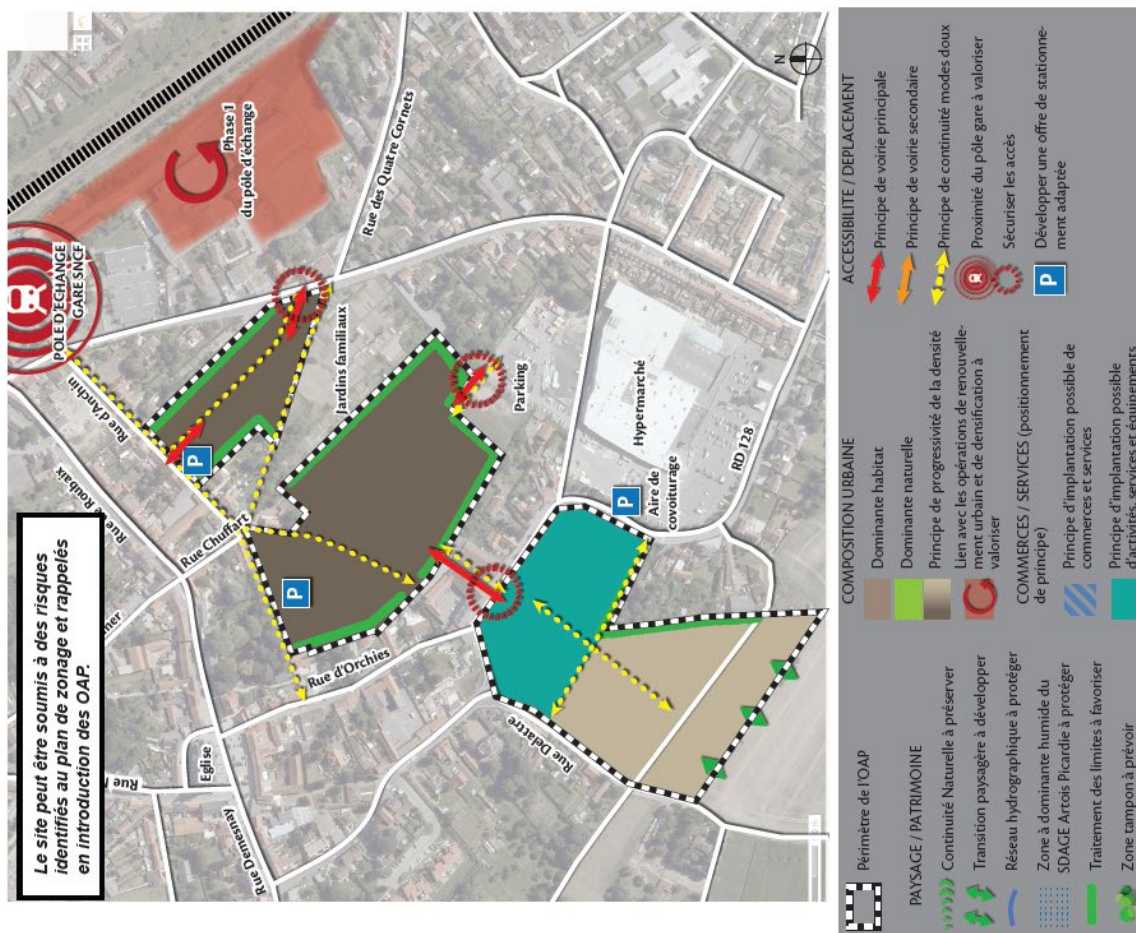 Le site peut être soumis à des risques
identifiés au plan de zonage et rappelés
en introduction des OAP.
POLE D'ECHANGE
GARE SNCF
Phase 1
du pôle d'échange
Rue d'Anchin
Rue des Quatre Cornets
Rue de Roubaix
Rue Chuffart
Jardins familiaux
Parking
Hypermarché
Aire de
covoiturage
RD 128
Rue d'Orchies
Rue Delattre
Eglise
Rue Demesnay
N
P
P
P
Périmètre de l'OAP
PAYSAGE / PATRIMOINE
Continuité Naturelle à préserver
Transition paysagère à développer
Réseau hydrographique à protéger
Zone à dominante humide du
SDAGE Artois Picardie à protéger
Traitement des limites à favoriser
Zone tampon à prévoir
COMPOSITION URBAINE
Dominante habitat
Dominante naturelle
Principe de progressivité de la densité
Lien avec les opérations de renouvelle-
ment urbain et de densification à
valoriser
COMMERCES / SERVICES (positionnement
de principe)
Principe d'implantation possible de
commerces et services
Principe d'implantation possible
d'activités, services et équipements
ACCESSIBILITE / DEPLACEMENT
Principe de voirie principale
Principe de voirie secondaire
Principe de continuité modes doux
Proximité du pôle gare à valoriser
Sécuriser les accès
P
Développer une offre de stationne-
ment adaptée